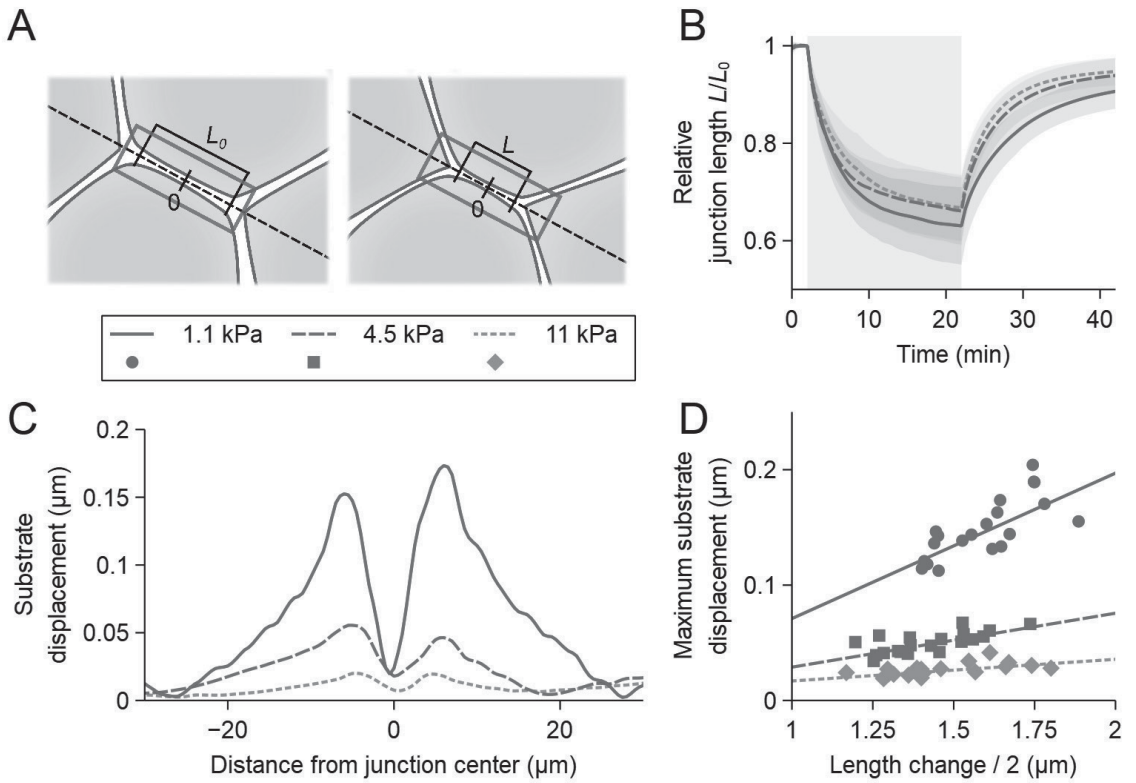 A
L₀
0
L
0
1.1 kPa
4.5 kPa
11 kPa
B
Relative
junction length L/L₀
1
0.8
0.6
0
10
20
30
40
Time (min)
C
Substrate
displacement (μm)
0.2
0.15
0.1
0.05
0
−20
0
20
Distance from junction center (μm)
D
Maximum substrate
displacement (μm)
0.2
0.1
0
1
1.25
1.5
1.75
2
Length change / 2 (μm)